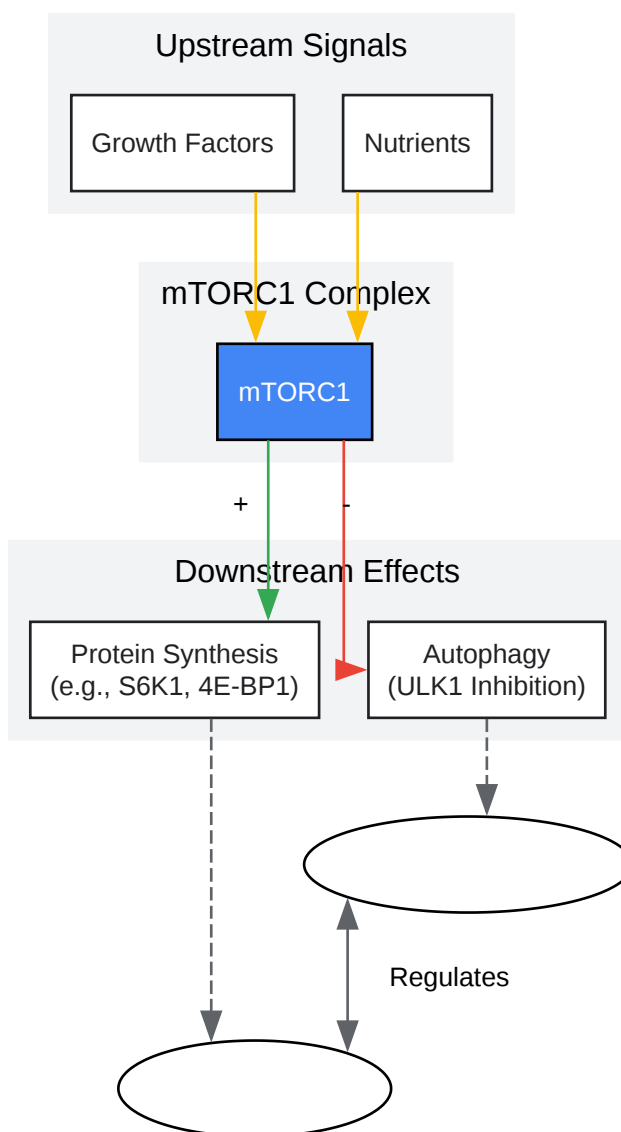 Upstream Signals
Growth Factors
Nutrients
mTORC1 Complex
mTORC1
+
-
Downstream Effects
Protein Synthesis
(e.g., S6K1, 4E-BP1)
Autophagy
(ULK1 Inhibition)
Regulates